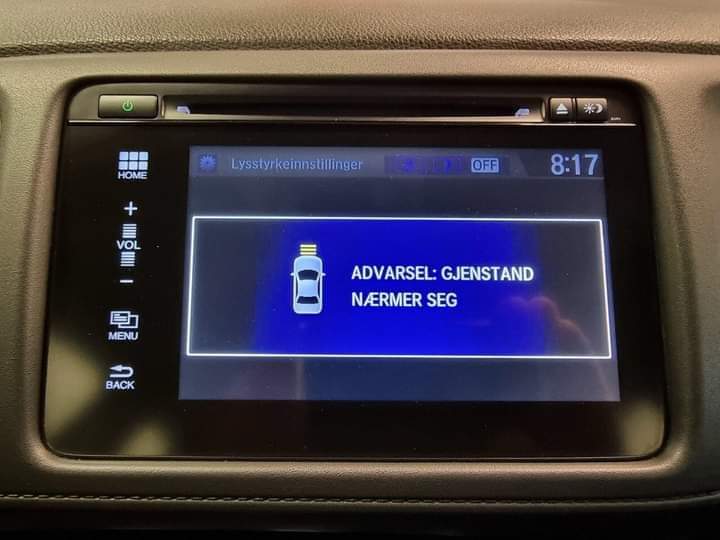 HOME
+
VOL
−
MENU
BACK
Lysstyrkeinnstillinger
OFF
8:17
ADVARSEL: GJENSTAND
NÆRMER SEG